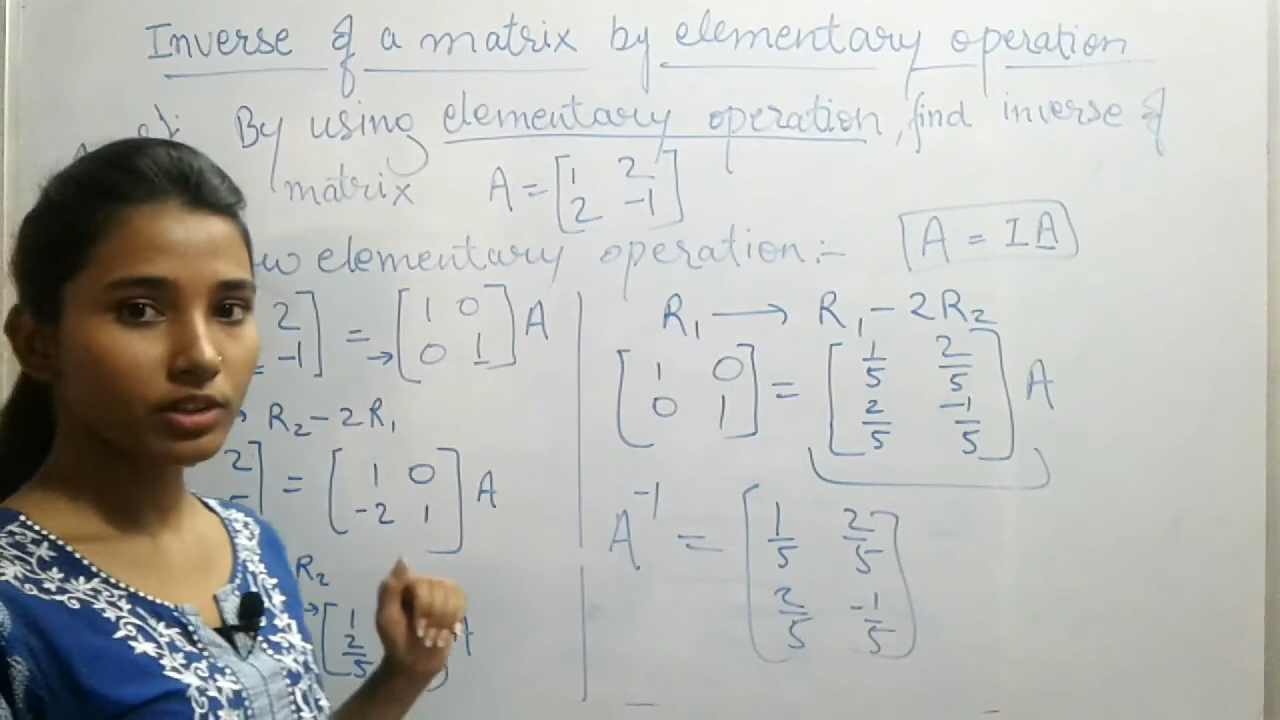 Inverse of a matrix by elementary operation
By using elementary operation, find inverse of
matrix A = [1 2
2 -1]
elementary operation:- A = IA
2
-1] = → [1 0
0 1] A
R2 - 2R1
2
] = [1 0
-2 1] A
R2
→ [1
2/5
R1 → R1 - 2R2
[1 0
0 1] = [1/5 2/5
2/5 -1/5] A
A^-1 = [1/5 2/5
2/5 -1/5]